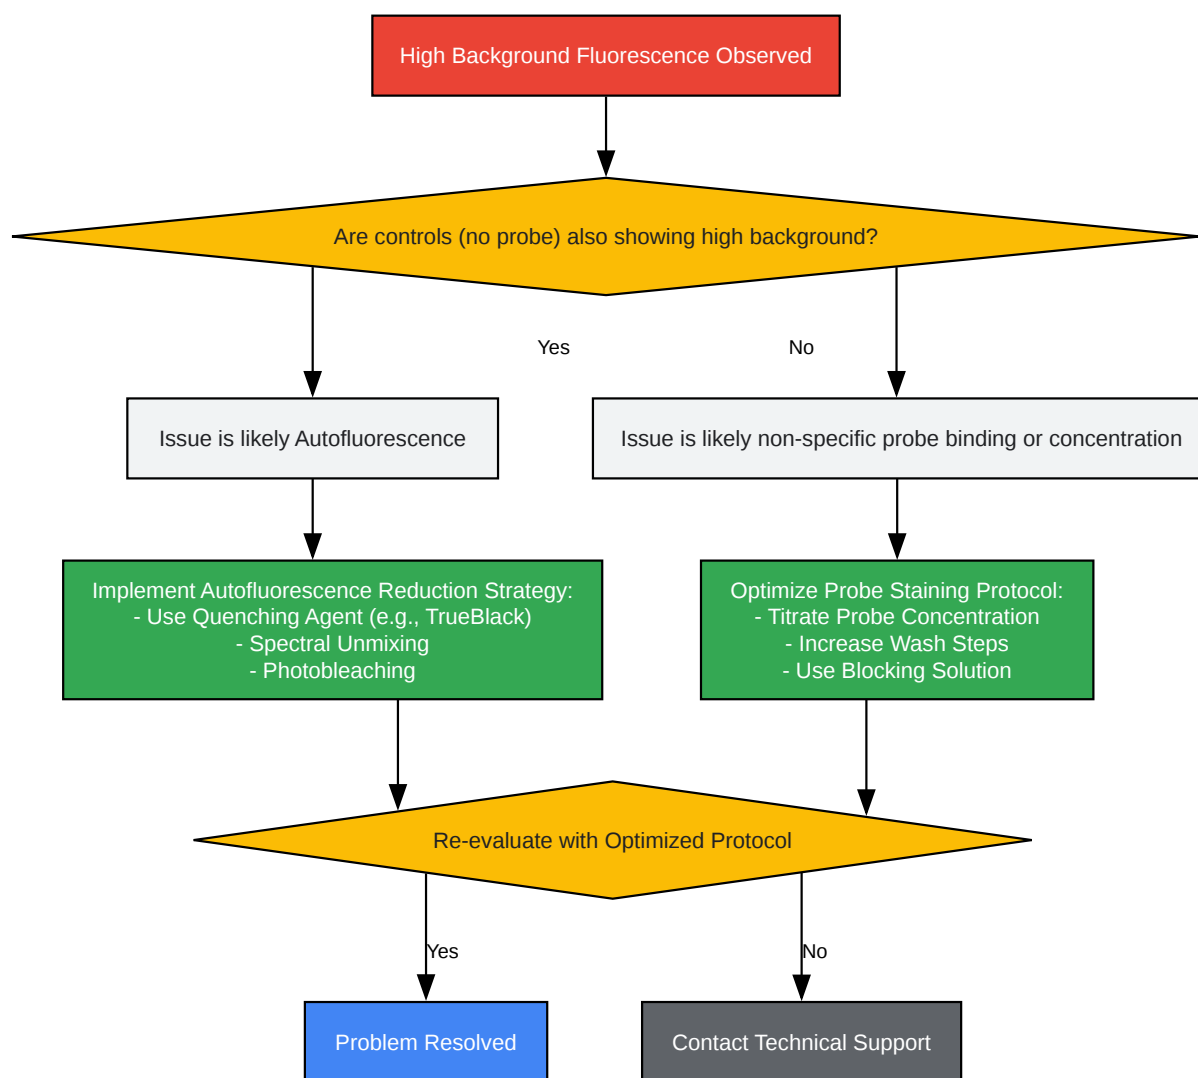 High Background Fluorescence Observed
Are controls (no probe) also showing high background?
Yes
No
Issue is likely Autofluorescence
Issue is likely non-specific probe binding or concentration
Implement Autofluorescence Reduction Strategy:
- Use Quenching Agent (e.g., TrueBlack)
- Spectral Unmixing
- Photobleaching
Optimize Probe Staining Protocol:
- Titrate Probe Concentration
- Increase Wash Steps
- Use Blocking Solution
Re-evaluate with Optimized Protocol
Yes
No
Problem Resolved
Contact Technical Support